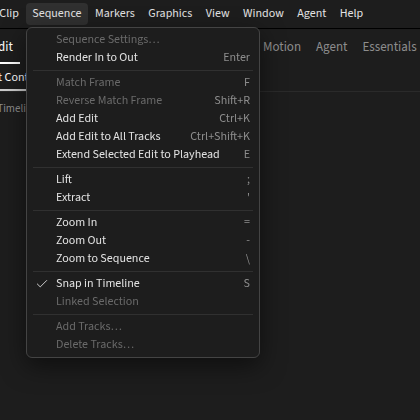 Clip Sequence Markers Graphics View Window Agent Help
dit Motion Agent Essentials
t Cont
Timeli
Sequence Settings...
Render In to Out Enter
Match Frame F
Reverse Match Frame Shift+R
Add Edit Ctrl+K
Add Edit to All Tracks Ctrl+Shift+K
Extend Selected Edit to Playhead E
Lift ;
Extract '
Zoom In =
Zoom Out -
Zoom to Sequence \
Snap in Timeline S
Linked Selection
Add Tracks...
Delete Tracks...